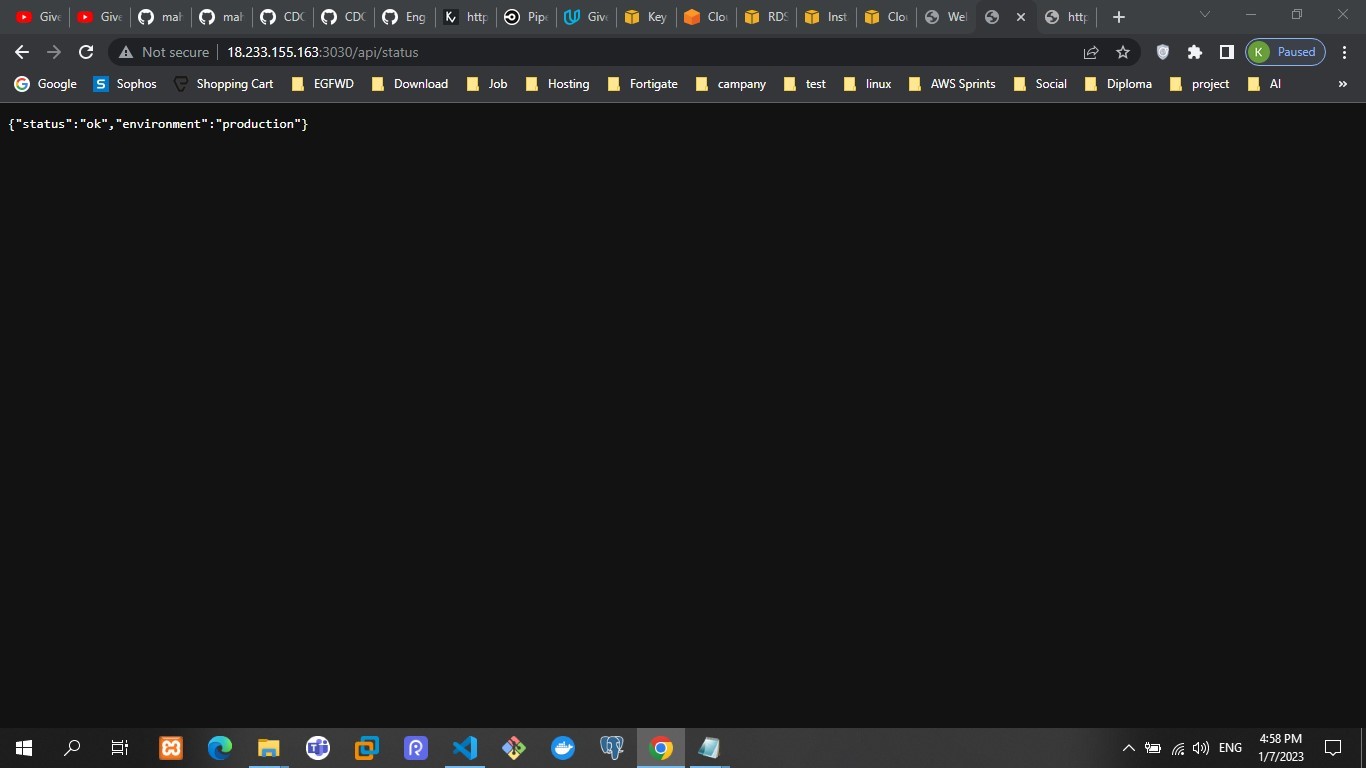 Give
Give
mah
mah
CDC
CDC
Eng
http
Pipe
Give
Key
Clou
RDS
Inst
Clou
Wel
http
Not secure
18.233.155.163:3030/api/status
K
Paused
Google
S
Sophos
Shopping Cart
EGFWD
Download
Job
Hosting
Fortigate
campany
test
linux
AWS Sprints
Social
Diploma
project
AI
»
{"status":"ok","environment":"production"}
ENG
4:58 PM
1/7/2023